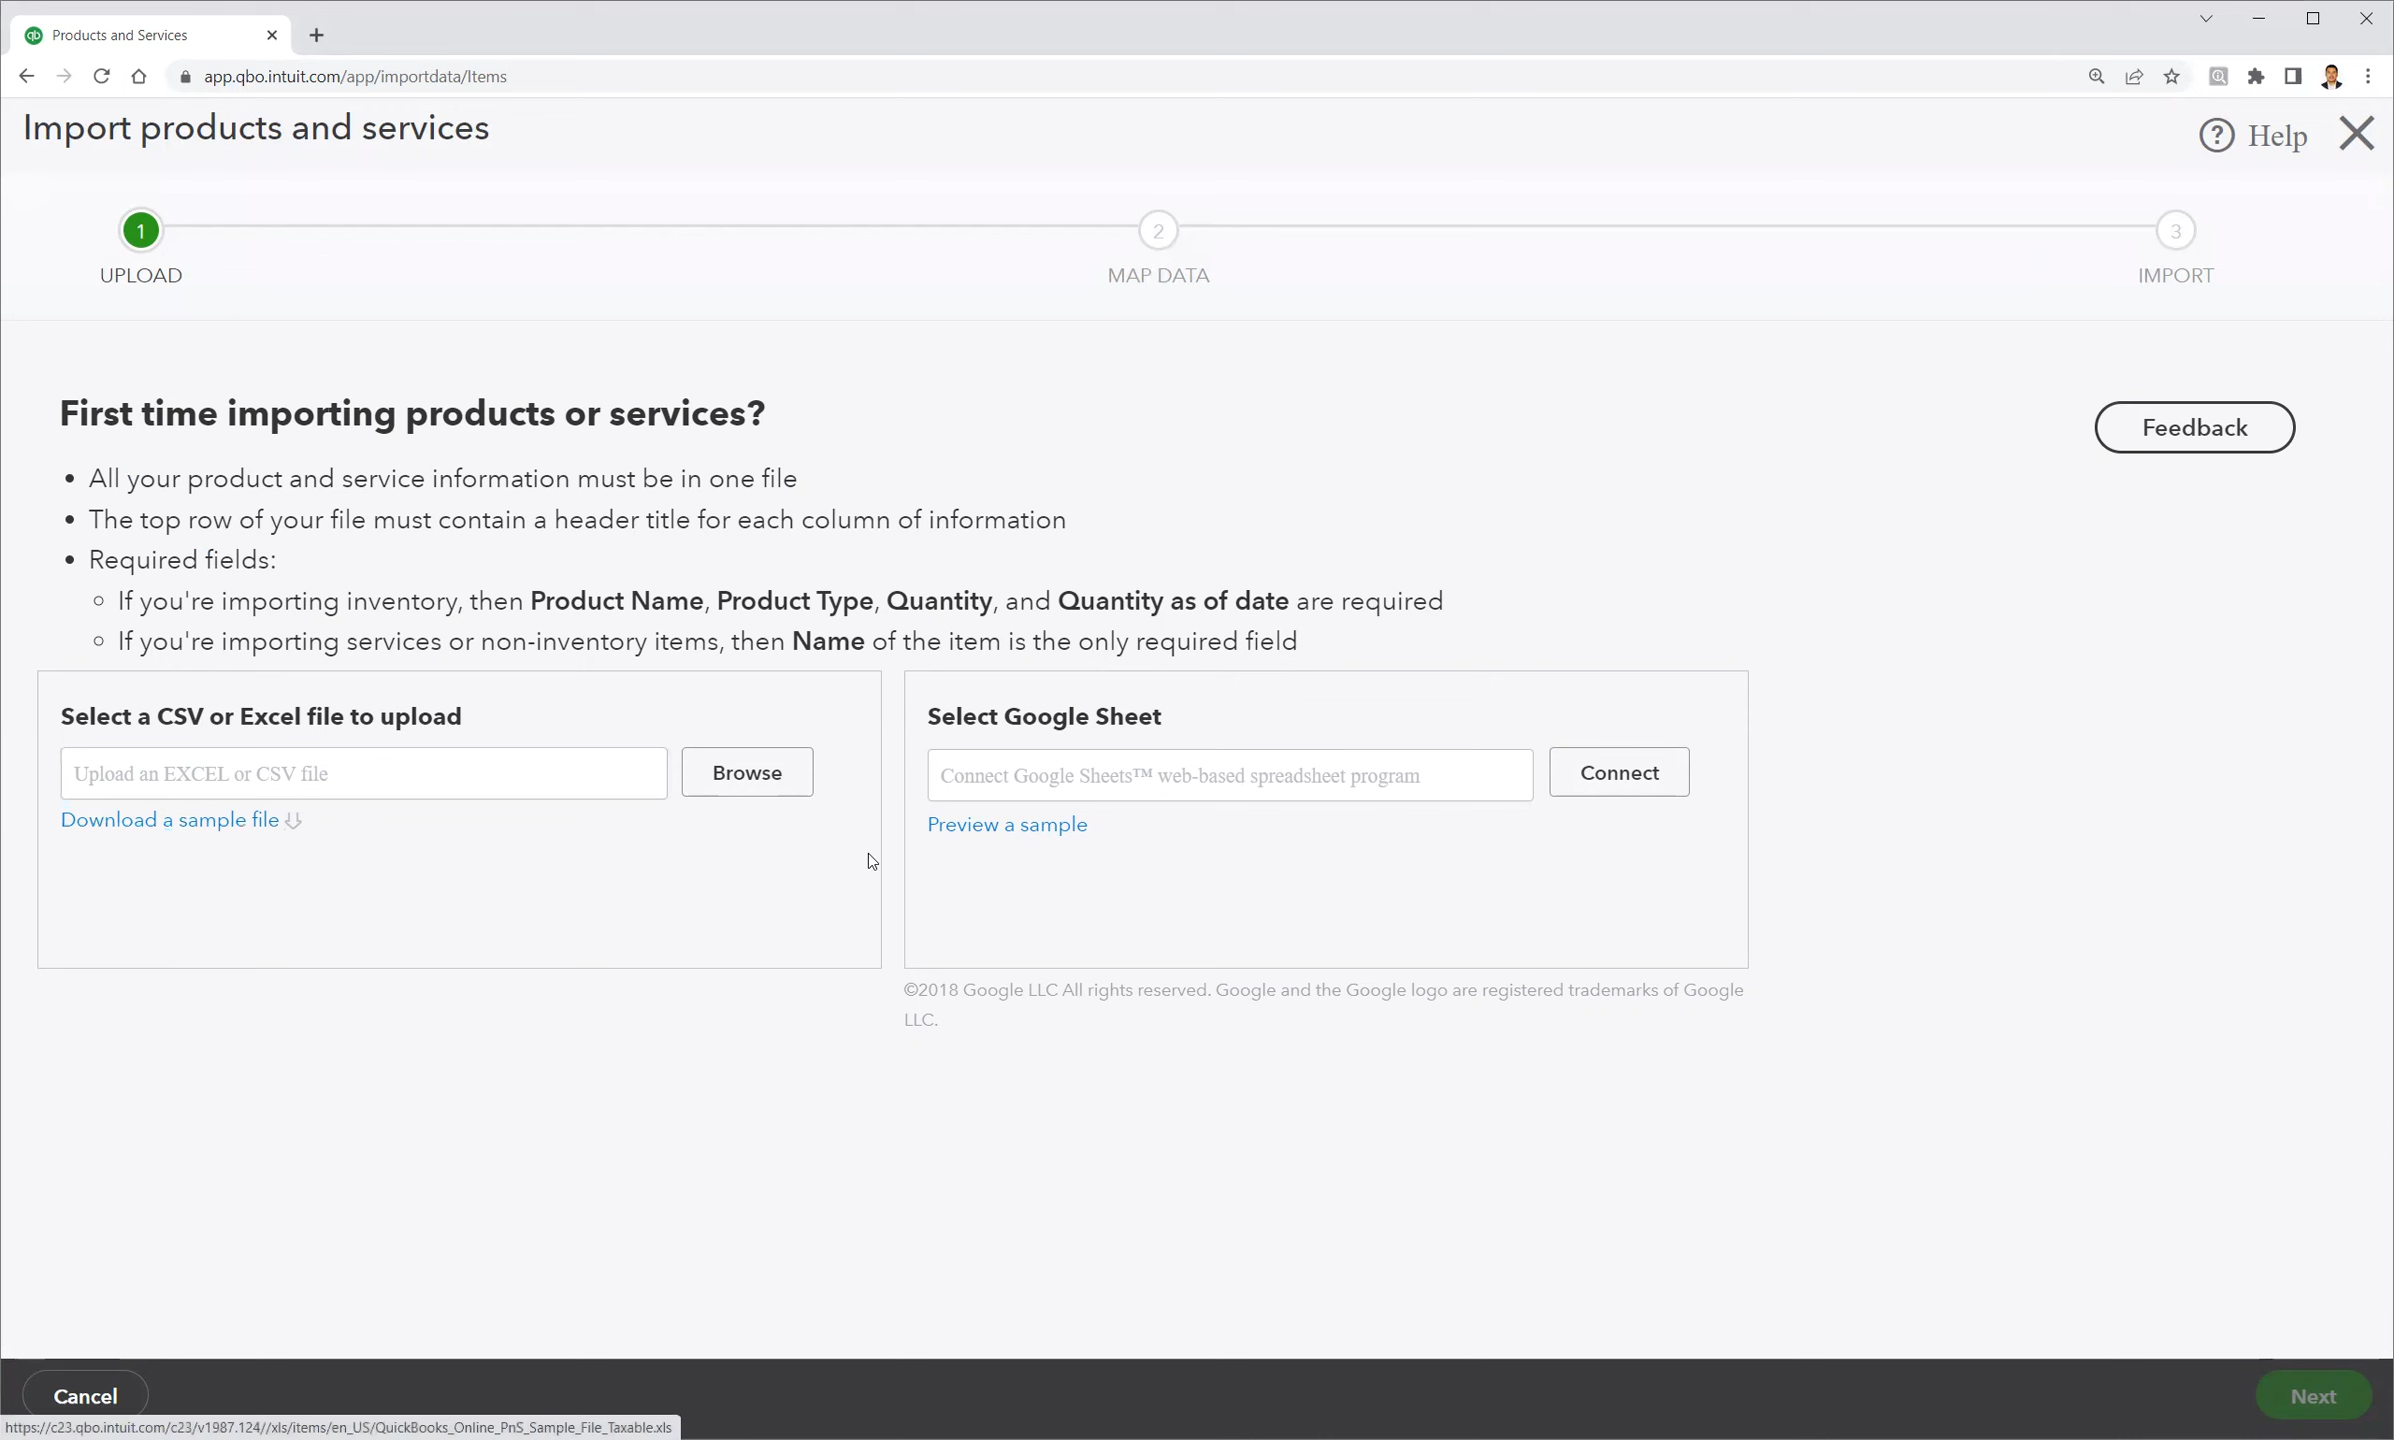 Products and Services
app.qbo.intuit.com/app/importdata/Items
Import products and services
? Help
1
2
3
UPLOAD
MAP DATA
IMPORT
First time importing products or services?
Feedback
• All your product and service information must be in one file
• The top row of your file must contain a header title for each column of information
• Required fields:
○ If you're importing inventory, then Product Name, Product Type, Quantity, and Quantity as of date are required
○ If you're importing services or non-inventory items, then Name of the item is the only required field
Select a CSV or Excel file to upload
Upload an EXCEL or CSV file
Browse
Download a sample file
Select Google Sheet
Connect Google Sheets™ web-based spreadsheet program
Connect
Preview a sample
©2018 Google LLC All rights reserved. Google and the Google logo are registered trademarks of Google
LLC.
Cancel
Next
https://c23.qbo.intuit.com/c23/v1987.124//xls/items/en_US/QuickBooks_Online_PnS_Sample_File_Taxable.xls